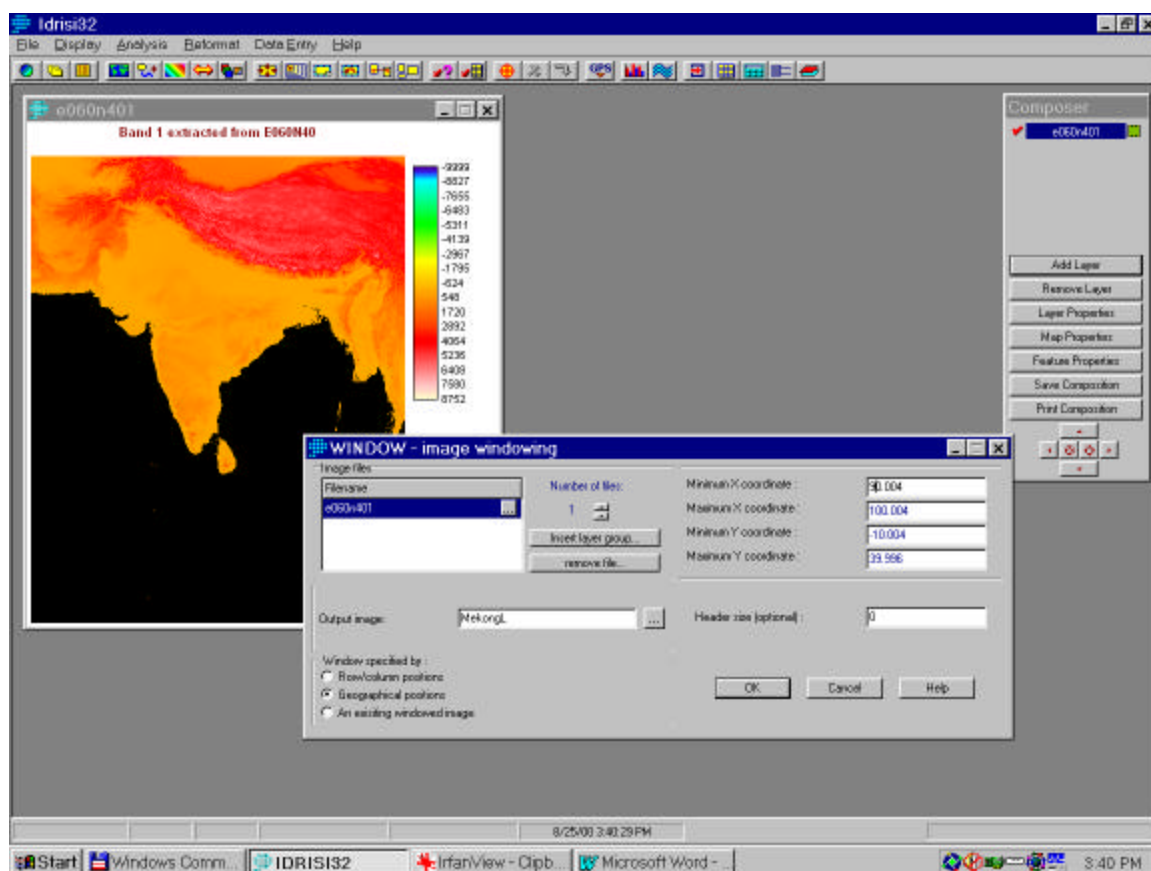 Idrisi32
File Display Analysis Reformat Data Entry Help
GPS
e060n401
Band 1 extracted from E060N40
-9999
-8827
-7655
-6483
-5311
-4139
-2967
-1795
-624
548
1720
2892
4064
5236
6408
7580
8752
Composer
e060n401
Add Layer
Remove Layer
Layer Properties
Map Properties
Feature Properties
Save Composition
Print Composition
WINDOW - image windowing
Image files
Filename
e060n401
...
Number of files:
1
Insert layer group...
remove file...
Minimum X coordinate :
90.004
Maximum X coordinate :
100.004
Minimum Y coordinate :
-10.004
Maximum Y coordinate :
39.996
Output image:
MekongL
...
Header size (optional) :
0
Window specified by :
Row/column positions
Geographical positions
An existing windowed image
OK Cancel Help
8/25/00 3:40:29 PM
Start Windows Comm... IDRISI32 IrfanView - Clipb... Microsoft Word - ... 3:40 PM